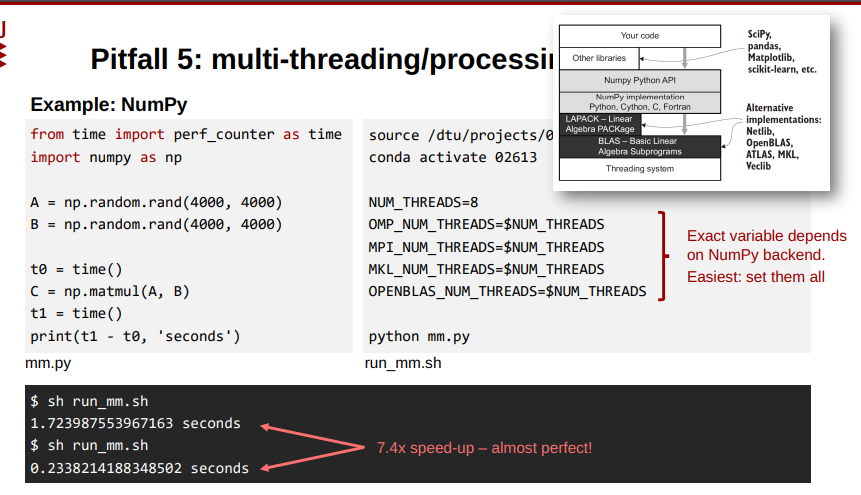 U
Pitfall 5: multi-threading/processin
Example: NumPy
from time import perf_counter as time
import numpy as np
A = np.random.rand(4000, 4000)
B = np.random.rand(4000, 4000)
t0 = time()
C = np.matmul(A, B)
t1 = time()
print(t1 - t0, 'seconds')
mm.py
source /dtu/projects/0
conda activate 02613
NUM_THREADS=8
OMP_NUM_THREADS=$NUM_THREADS
MPI_NUM_THREADS=$NUM_THREADS
MKL_NUM_THREADS=$NUM_THREADS
OPENBLAS_NUM_THREADS=$NUM_THREADS
python mm.py
run_mm.sh
Exact variable depends
on NumPy backend.
Easiest: set them all
Your code
Other libraries
Numpy Python API
NumPy implementation
Python, Cython, C, Fortran
LAPACK – Linear
Algebra PACKage
BLAS – Basic Linear
Algebra Subprograms
Threading system
SciPy,
pandas,
Matplotlib,
scikit-learn, etc.
Alternative
implementations:
Netlib,
OpenBLAS,
ATLAS, MKL,
Veclib
$ sh run_mm.sh
1.723987553967163 seconds
$ sh run_mm.sh
0.2338214188348502 seconds
7.4x speed-up – almost perfect!